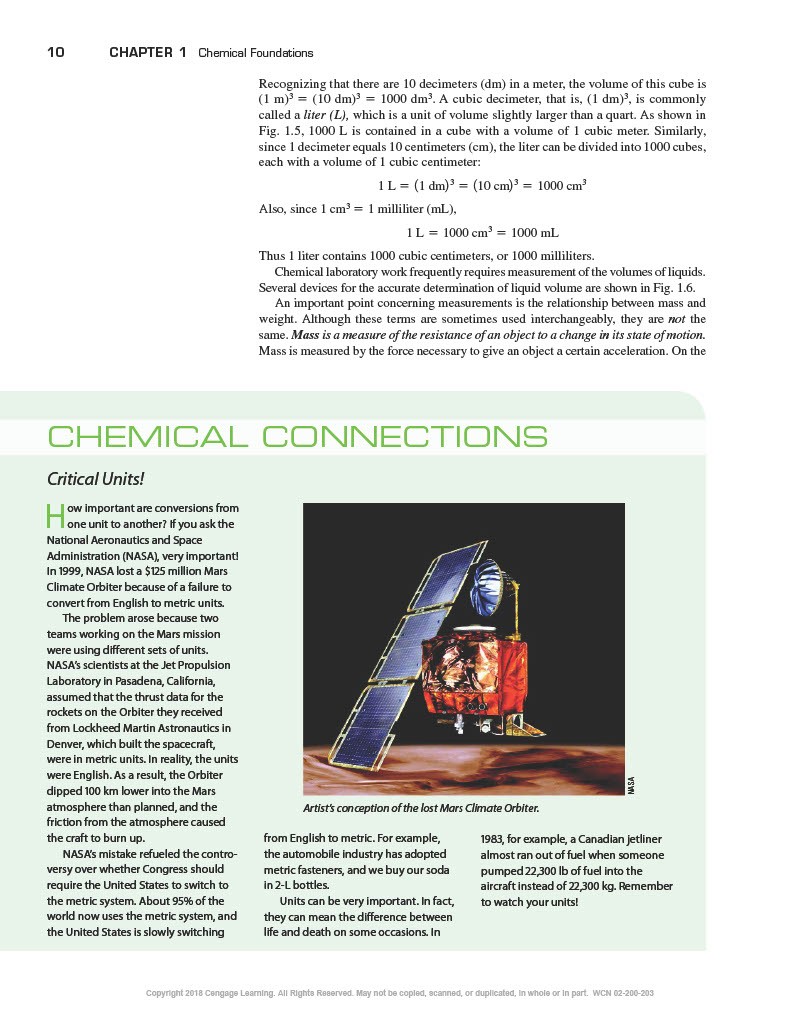 10 CHAPTER 1 Chemical Foundations
Recognizing that there are 10 decimeters (dm) in a meter, the volume of this cube is
(1 m)³ = (10 dm)³ = 1000 dm³. A cubic decimeter, that is, (1 dm)³, is commonly
called a liter (L), which is a unit of volume slightly larger than a quart. As shown in
Fig. 1.5, 1000 L is contained in a cube with a volume of 1 cubic meter. Similarly,
since 1 decimeter equals 10 centimeters (cm), the liter can be divided into 1000 cubes,
each with a volume of 1 cubic centimeter:
1 L = (1 dm)³ = (10 cm)³ = 1000 cm³
Also, since 1 cm³ = 1 milliliter (mL),
1 L = 1000 cm³ = 1000 mL
Thus 1 liter contains 1000 cubic centimeters, or 1000 milliliters.
Chemical laboratory work frequently requires measurement of the volumes of liquids.
Several devices for the accurate determination of liquid volume are shown in Fig. 1.6.
An important point concerning measurements is the relationship between mass and
weight. Although these terms are sometimes used interchangeably, they are not the
same. Mass is a measure of the resistance of an object to a change in its state of motion.
Mass is measured by the force necessary to give an object a certain acceleration. On the
CHEMICAL CONNECTIONS
Critical Units!
How important are conversions from
one unit to another? If you ask the
National Aeronautics and Space
Administration (NASA), very important!
In 1999, NASA lost a $125 million Mars
Climate Orbiter because of a failure to
convert from English to metric units.
The problem arose because two
teams working on the Mars mission
were using different sets of units.
NASA's scientists at the Jet Propulsion
Laboratory in Pasadena, California,
assumed that the thrust data for the
rockets on the Orbiter they received
from Lockheed Martin Astronautics in
Denver, which built the spacecraft,
were in metric units. In reality, the units
were English. As a result, the Orbiter
dipped 100 km lower into the Mars
atmosphere than planned, and the
friction from the atmosphere caused
the craft to burn up.
NASA's mistake refueled the contro-
versy over whether Congress should
require the United States to switch to
the metric system. About 95% of the
world now uses the metric system, and
the United States is slowly switching
NASA
Artist's conception of the lost Mars Climate Orbiter.
from English to metric. For example,
the automobile industry has adopted
metric fasteners, and we buy our soda
in 2-L bottles.
Units can be very important. In fact,
they can mean the difference between
life and death on some occasions. In
1983, for example, a Canadian jetliner
almost ran out of fuel when someone
pumped 22,300 lb of fuel into the
aircraft instead of 22,300 kg. Remember
to watch your units!
Copyright 2018 Cengage Learning. All Rights Reserved. May not be copied, scanned, or duplicated, in whole or in part. WCN 02-200-203